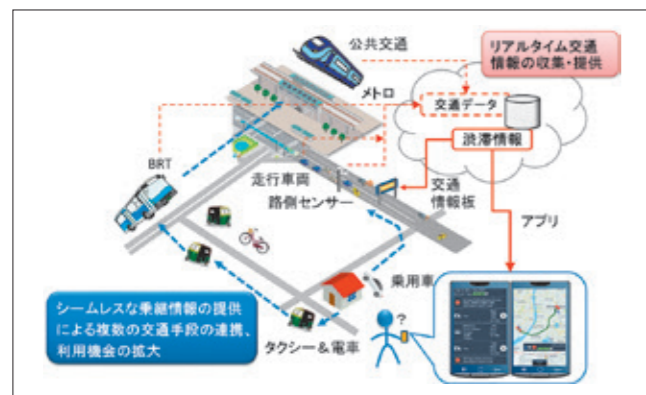 公共交通
リアルタイム交通
情報の収集・提供
メトロ
交通データ
渋滞情報
BRT
走行車両
路側センサー
交通
情報板
アプリ
乗用車
シームレスな乗継情報の提供
による複数の交通手段の連携、
利用機会の拡大
タクシー&電車
?